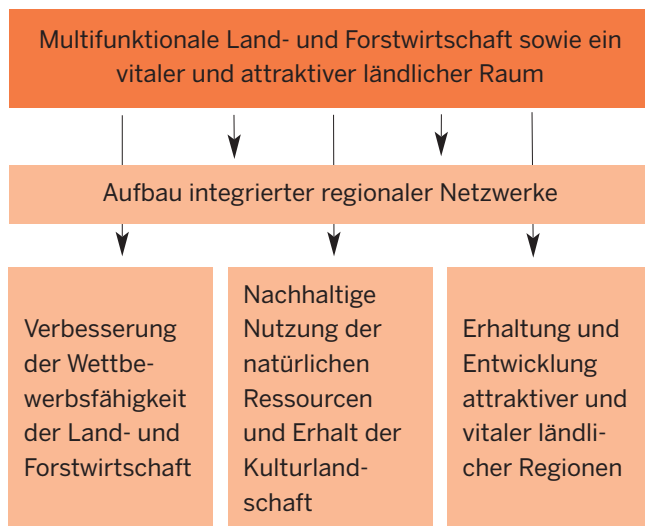 Multifunktionale Land- und Forstwirtschaft sowie ein
vitaler und attraktiver ländlicher Raum
Aufbau integrierter regionaler Netzwerke
Verbesserung
der Wettbe-
werbsfähigkeit
der Land- und
Forstwirtschaft
Nachhaltige
Nutzung der
natürlichen
Ressourcen
und Erhalt der
Kulturland-
schaft
Erhaltung und
Entwicklung
attraktiver und
vitaler ländli-
cher Regionen